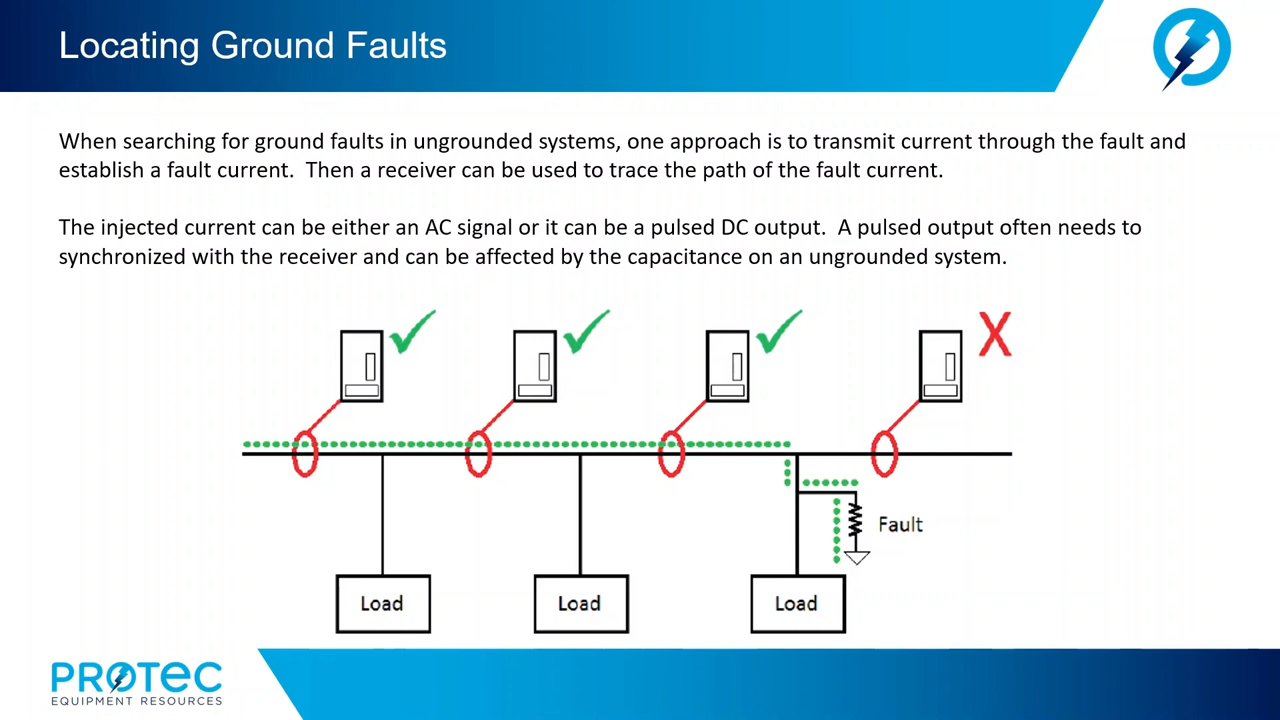 Locating Ground Faults
When searching for ground faults in ungrounded systems, one approach is to transmit current through the fault and
establish a fault current.  Then a receiver can be used to trace the path of the fault current.
The injected current can be either an AC signal or it can be a pulsed DC output.  A pulsed output often needs to
synchronized with the receiver and can be affected by the capacitance on an ungrounded system.
X
Fault
Load
Load
Load
PROTEC
EQUIPMENT RESOURCES